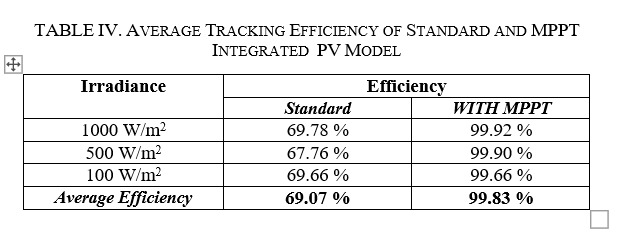 TABLE IV. AVERAGE TRACKING EFFICIENCY OF STANDARD AND MPPT
INTEGRATED PV MODEL
Irradiance Efficiency
Standard WITH MPPT
1000 W/m² 69.78 % 99.92 %
500 W/m² 67.76 % 99.90 %
100 W/m² 69.66 % 99.66 %
Average Efficiency 69.07 % 99.83 %